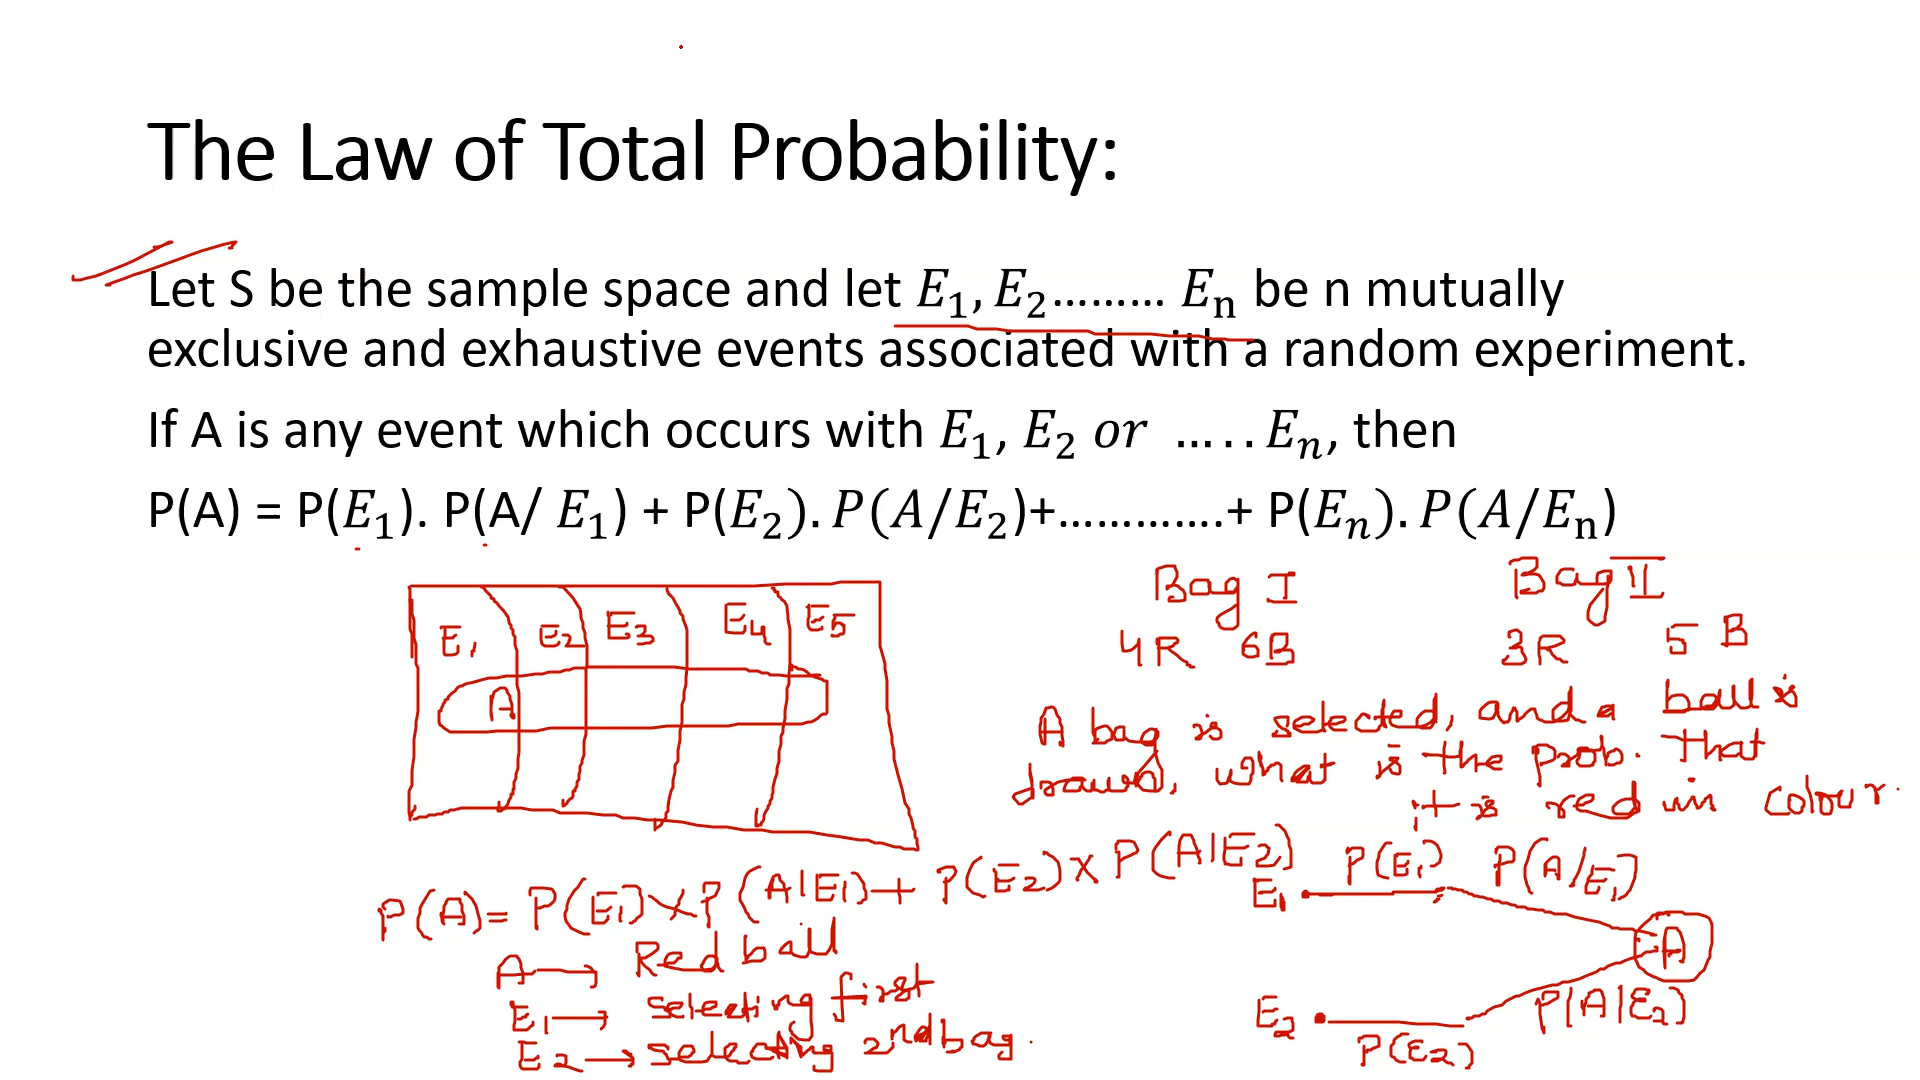 The Law of Total Probability:
Let S be the sample space and let E₁, E₂......... Eₙ be n mutually
exclusive and exhaustive events associated with a random experiment.
If A is any event which occurs with E₁, E₂ or ..... Eₙ, then
P(A) = P(E₁). P(A/ E₁) + P(E₂). P(A/E₂)+.............+ P(Eₙ). P(A/Eₙ)
E₁ E₂ E₃ E₄ E₅
A
Bag I Bag II
4R 6B 3R 5 B
A bag is selected, and a ball is
drawn, what is the prob. that
it is red in colour.
P(A)= P(E₁)×P(A|E₁)+ P(E₂)×P(A|E₂)
A→ Red ball
E₁→ selecting first
E₂→ selecting 2nd bag.
E₁ P(E₁) P(A/E₁)
A
E₂ P(E₂) P(A|E₂)